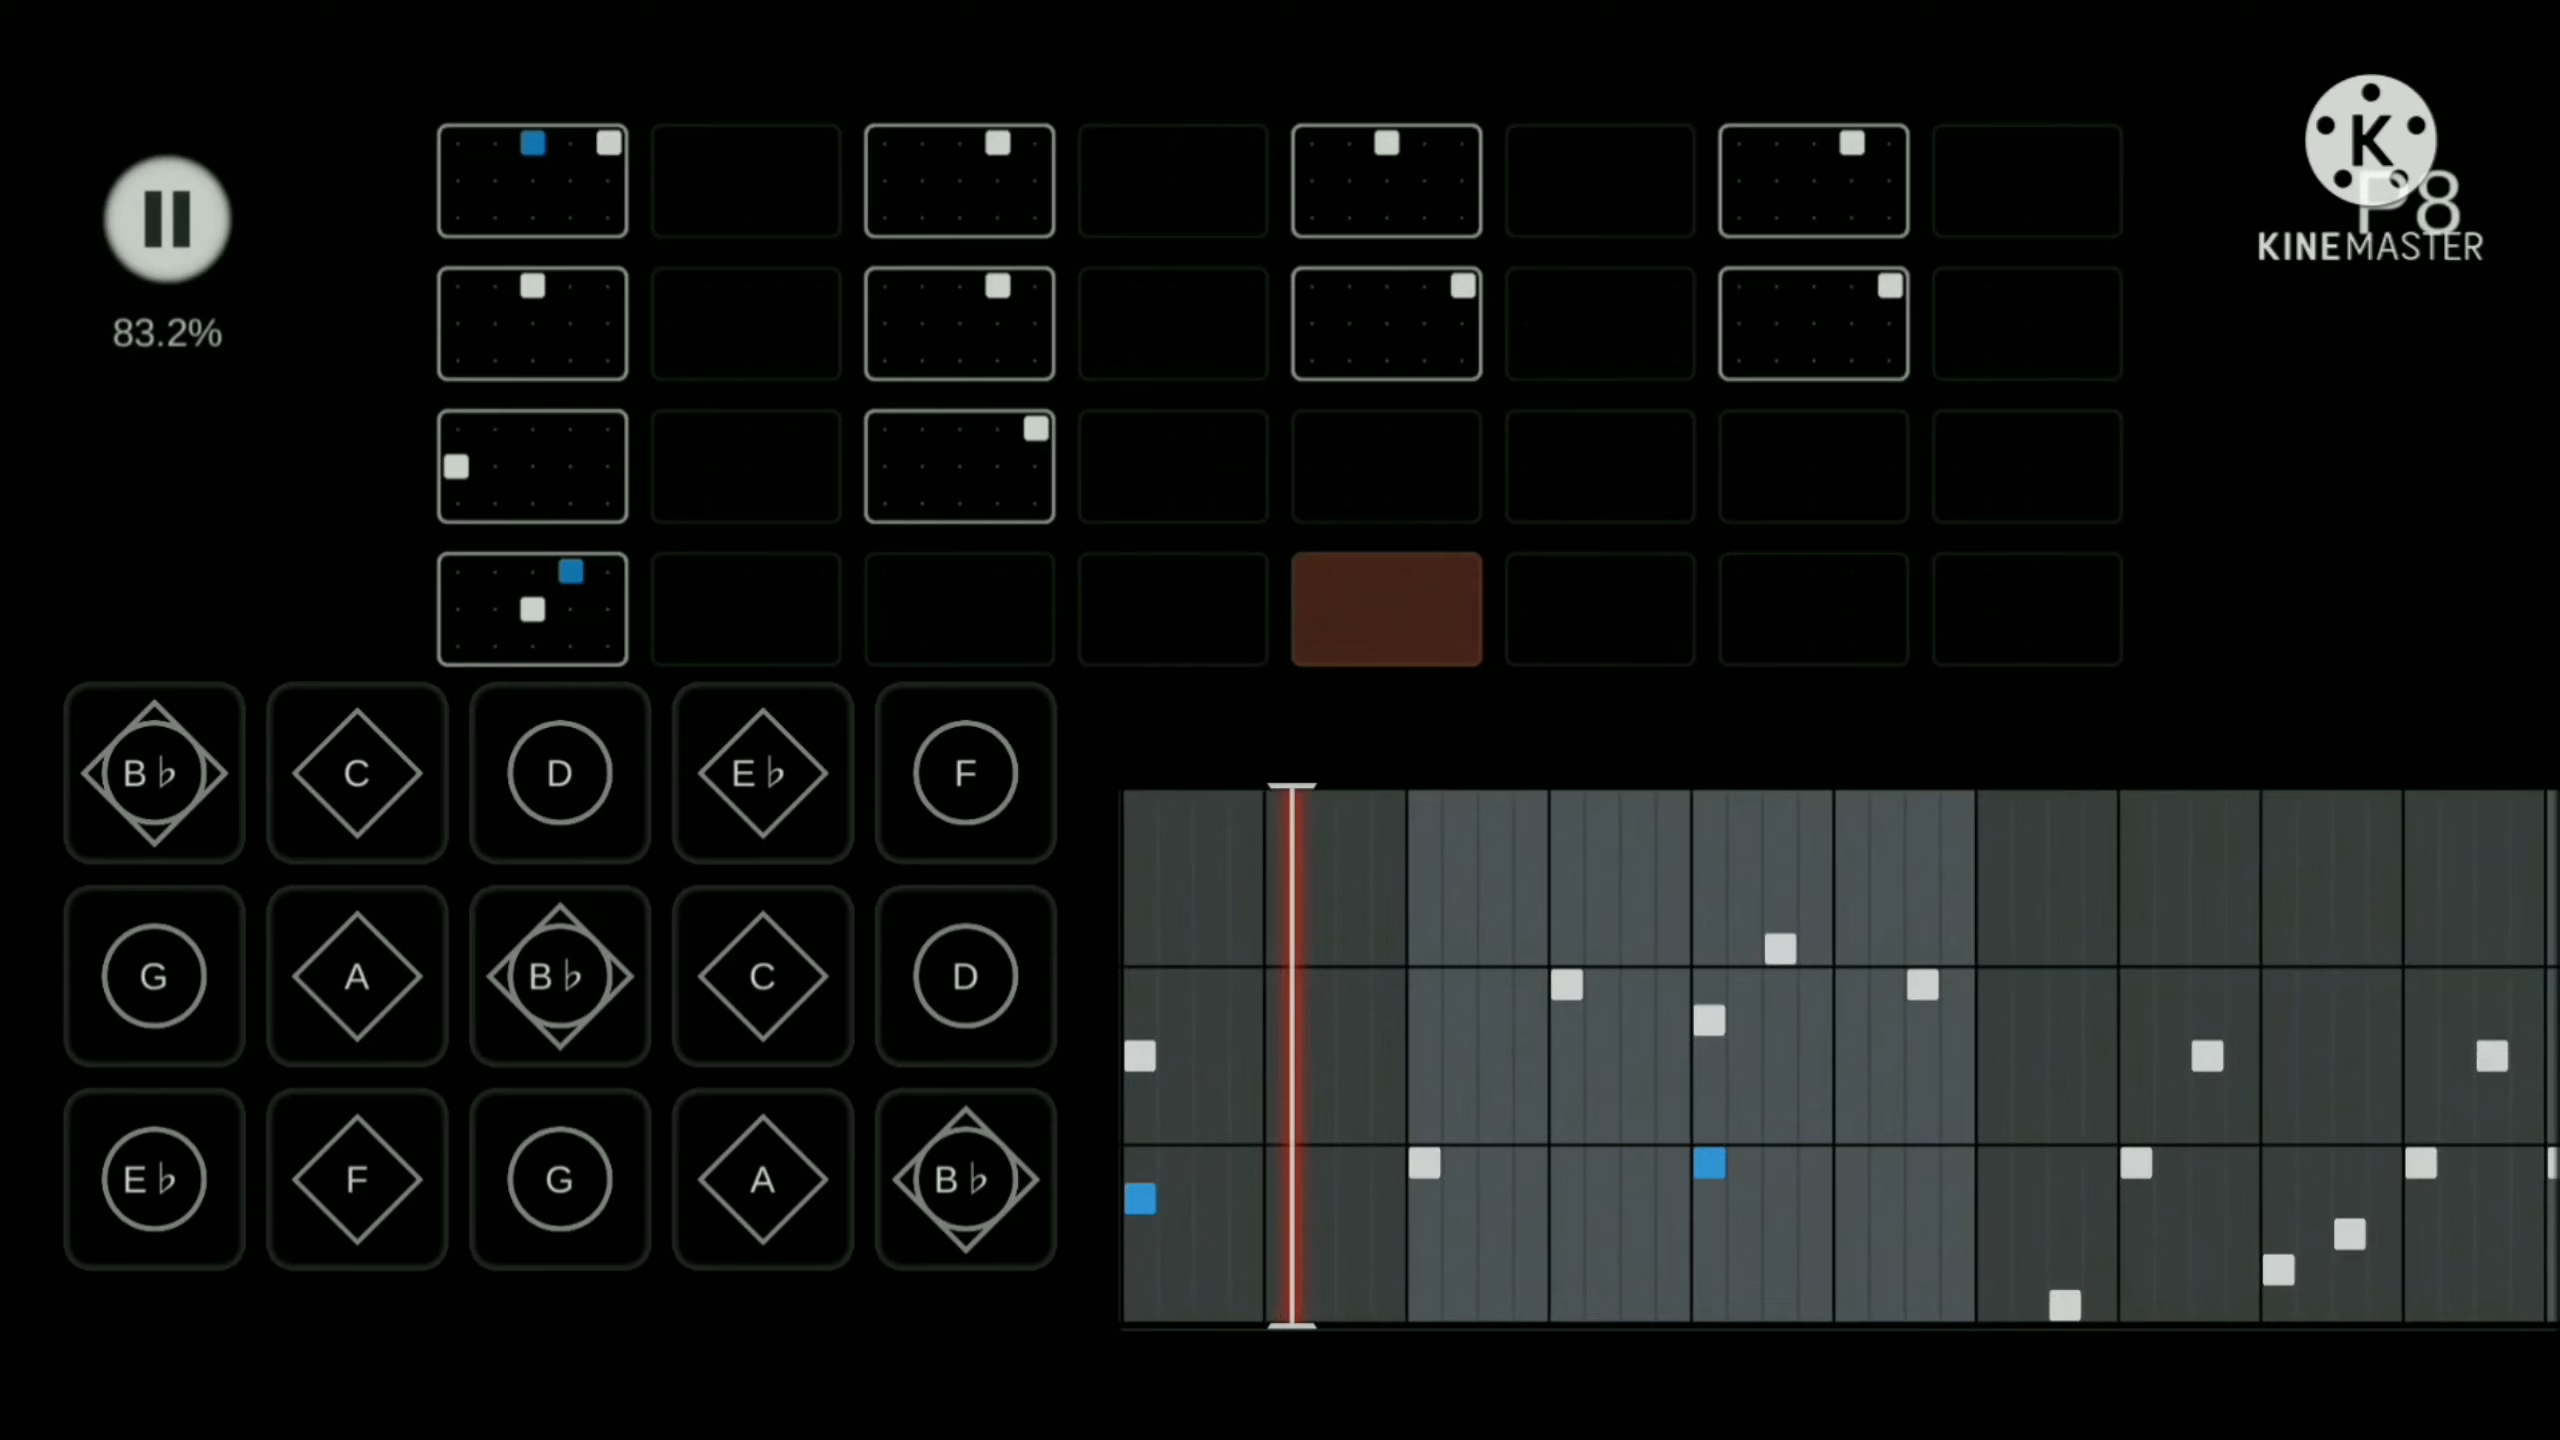 K
P8
KINEMASTER
83.2%
B♭ C D E♭ F
G A B♭ C D
E♭ F G A B♭